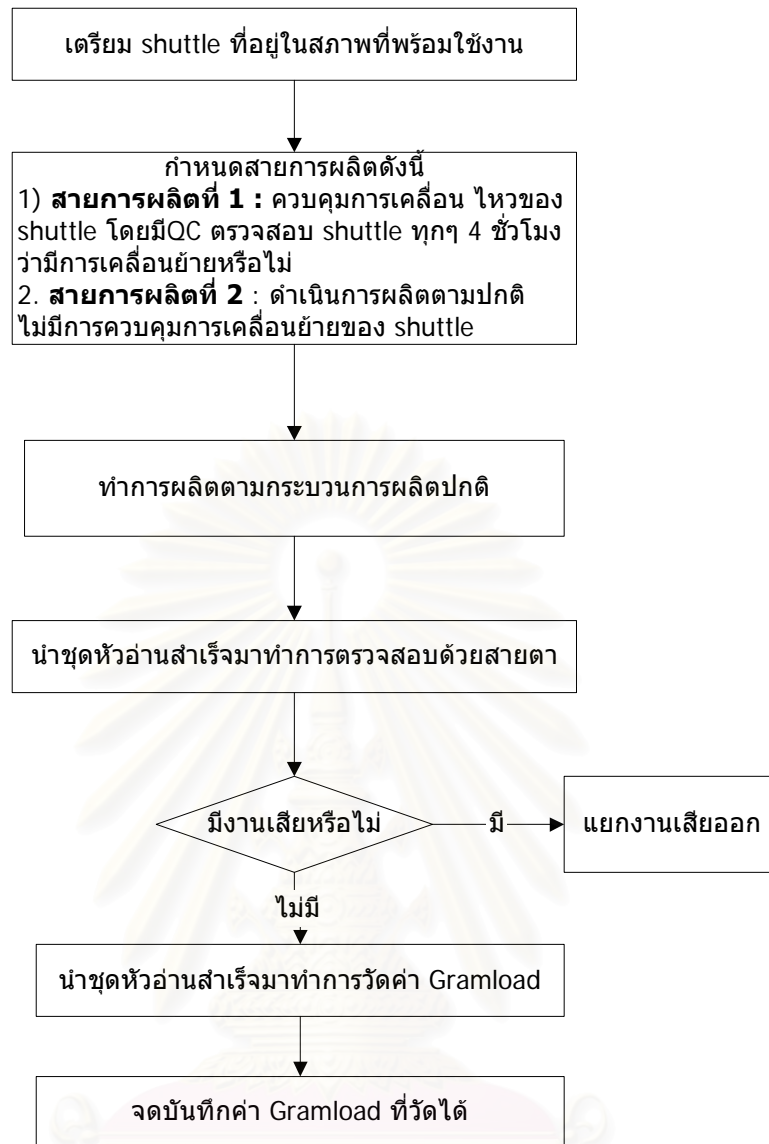 เตรียม shuttle ที่อยู่ในสภาพที่พร้อมใช้งาน
กำหนดสายการผลิตดังนี้
1) สายการผลิตที่ 1 : ควบคุมการเคลื่อน ไหวของ
shuttle โดยมีQC ตรวจสอบ shuttle ทุกๆ 4 ชั่วโมง
ว่ามีการเคลื่อนย้ายหรือไม่
2. สายการผลิตที่ 2 : ดำเนินการผลิตตามปกติ
ไม่มีการควบคุมการเคลื่อนย้ายของ shuttle
ทำการผลิตตามกระบวนการผลิตปกติ
นำชุดหัวอ่านสำเร็จมาทำการตรวจสอบด้วยสายตา
มีงานเสียหรือไม่
มี
แยกงานเสียออก
ไม่มี
นำชุดหัวอ่านสำเร็จมาทำการวัดค่า Gramload
จดบันทึกค่า Gramload ที่วัดได้